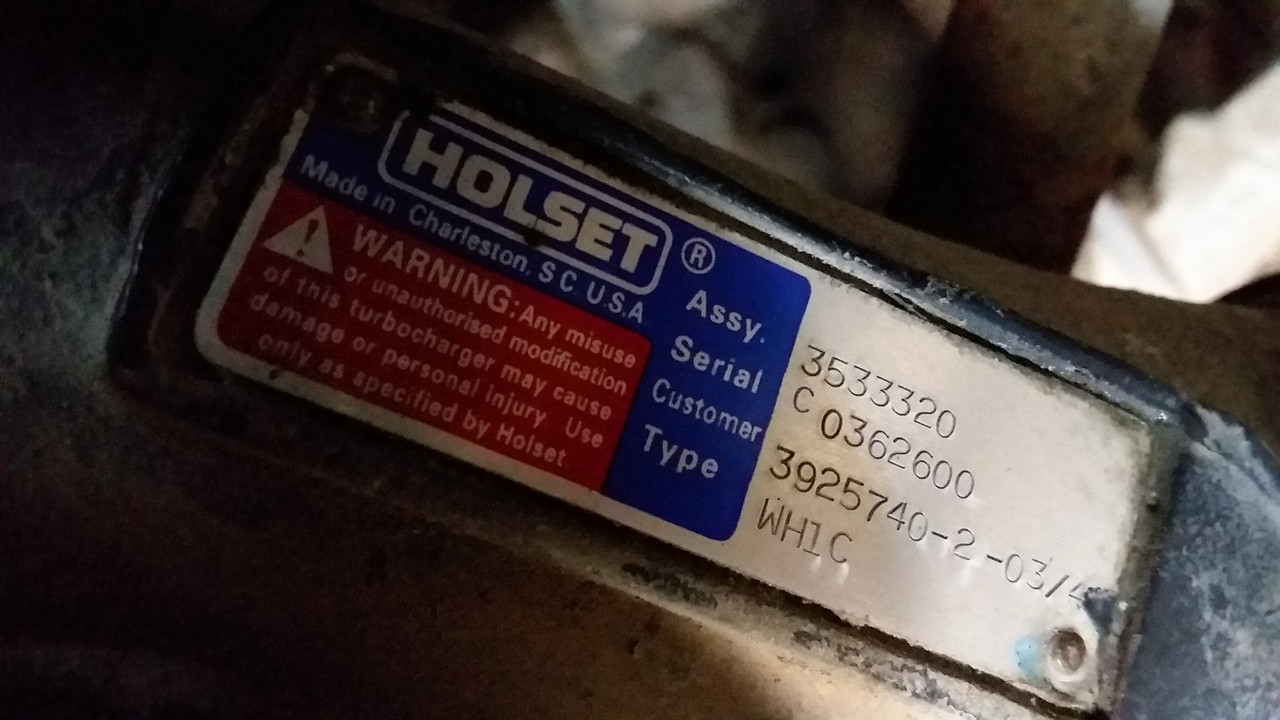 HOLSET ®
Made in Charleston, S C U.S.A
WARNING: Any misuse
or unauthorised modification
of this turbocharger may cause
damage or personal injury Use
only as specified by Holset.
Assy. 3533320
Serial C 0362600
Customer 3925740-2-03/4
Type WH1C